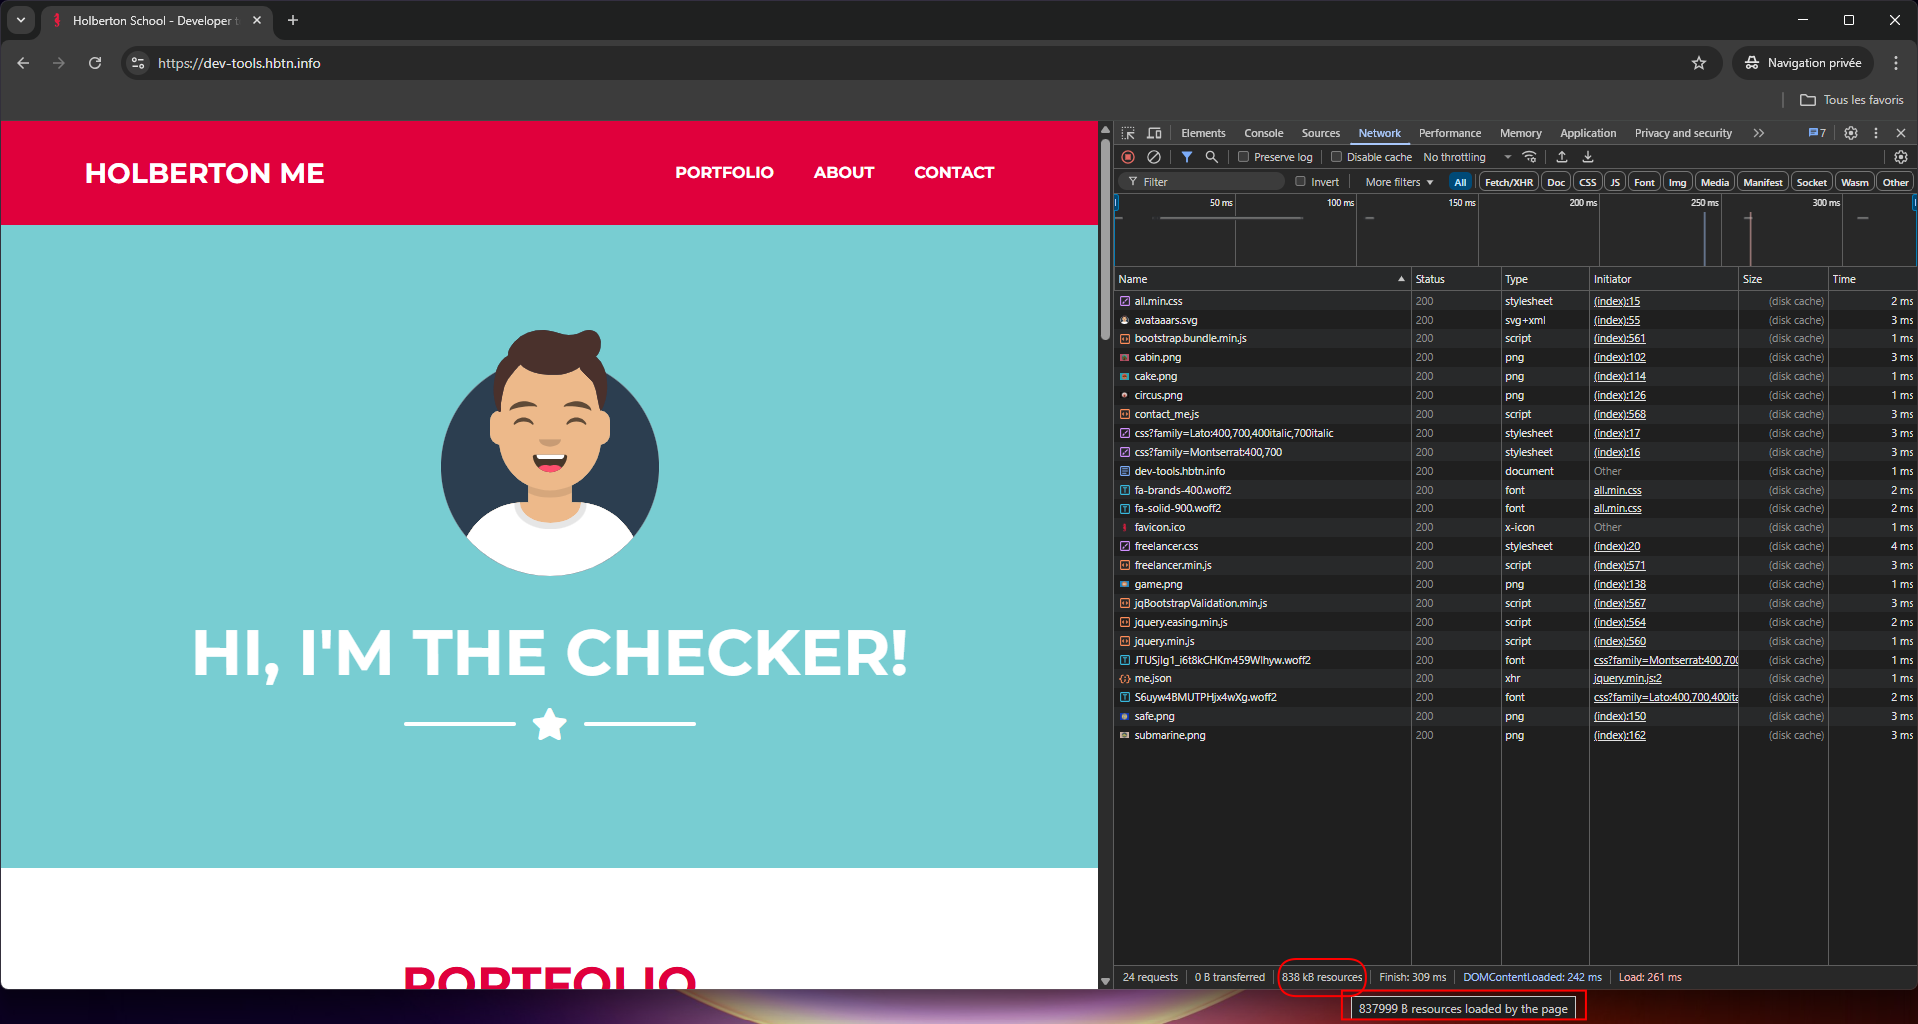 Holberton School - Developer t
https://dev-tools.hbtn.info
Navigation privée
Tous les favoris
HOLBERTON ME
PORTFOLIO ABOUT CONTACT
HI, I'M THE CHECKER!
PORTFOLIO
Elements Console Sources Network Performance Memory Application Privacy and security 7
Preserve log Disable cache No throttling
Filter Invert More filters All Fetch/XHR Doc CSS JS Font Img Media Manifest Socket Wasm Other
50 ms 100 ms 150 ms 200 ms 250 ms 300 ms
Name Status Type Initiator Size Time
all.min.css 200 stylesheet (index):15 (disk cache) 2 ms
avataaars.svg 200 svg+xml (index):55 (disk cache) 3 ms
bootstrap.bundle.min.js 200 script (index):561 (disk cache) 1 ms
cabin.png 200 png (index):102 (disk cache) 3 ms
cake.png 200 png (index):114 (disk cache) 1 ms
circus.png 200 png (index):126 (disk cache) 1 ms
contact_me.js 200 script (index):568 (disk cache) 3 ms
css?family=Lato:400,700,400italic,700italic 200 stylesheet (index):17 (disk cache) 3 ms
css?family=Montserrat:400,700 200 stylesheet (index):16 (disk cache) 3 ms
dev-tools.hbtn.info 200 document Other (disk cache) 1 ms
fa-brands-400.woff2 200 font all.min.css (disk cache) 2 ms
fa-solid-900.woff2 200 font all.min.css (disk cache) 2 ms
favicon.ico 200 x-icon Other (disk cache) 1 ms
freelancer.css 200 stylesheet (index):20 (disk cache) 4 ms
freelancer.min.js 200 script (index):571 (disk cache) 3 ms
game.png 200 png (index):138 (disk cache) 1 ms
jqBootstrapValidation.min.js 200 script (index):567 (disk cache) 3 ms
jquery.easing.min.js 200 script (index):564 (disk cache) 2 ms
jquery.min.js 200 script (index):560 (disk cache) 1 ms
JTUSjIg1_i6t8kCHKm459Wlhyw.woff2 200 font css?family=Montserrat:400,700 (disk cache) 1 ms
me.json 200 xhr jquery.min.js:2 (disk cache) 1 ms
S6uyw4BMUTPHjx4wXg.woff2 200 font css?family=Lato:400,700,400ita (disk cache) 2 ms
safe.png 200 png (index):150 (disk cache) 3 ms
submarine.png 200 png (index):162 (disk cache) 3 ms
24 requests 0 B transferred 838 kB resources Finish: 309 ms DOMContentLoaded: 242 ms Load: 261 ms
837999 B resources loaded by the page